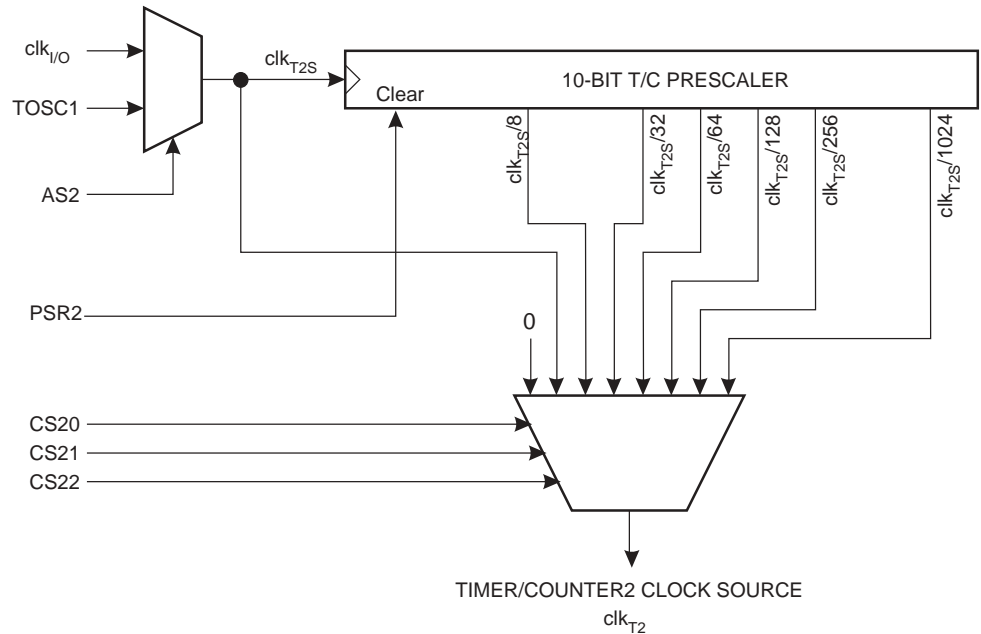 clkI/O
clkT2S
10-BIT T/C PRESCALER
TOSC1
Clear
AS2
clkT2S/8
clkT2S/32
clkT2S/64
clkT2S/128
clkT2S/256
clkT2S/1024
PSR2
0
CS20
CS21
CS22
TIMER/COUNTER2 CLOCK SOURCE
clkT2